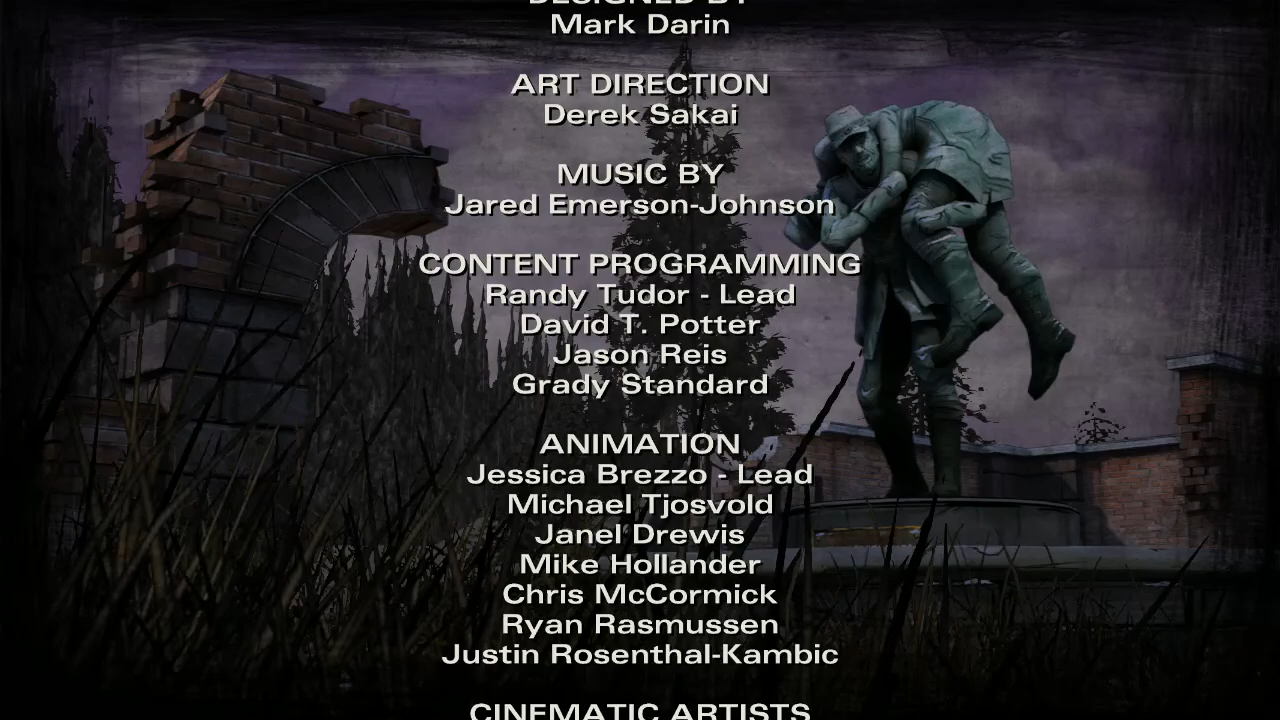 DESIGNED BY
Mark Darin
ART DIRECTION
Derek Sakai
MUSIC BY
Jared Emerson-Johnson
CONTENT PROGRAMMING
Randy Tudor - Lead
David T. Potter
Jason Reis
Grady Standard
ANIMATION
Jessica Brezzo - Lead
Michael Tjosvold
Janel Drewis
Mike Hollander
Chris McCormick
Ryan Rasmussen
Justin Rosenthal-Kambic
CINEMATIC ARTISTS